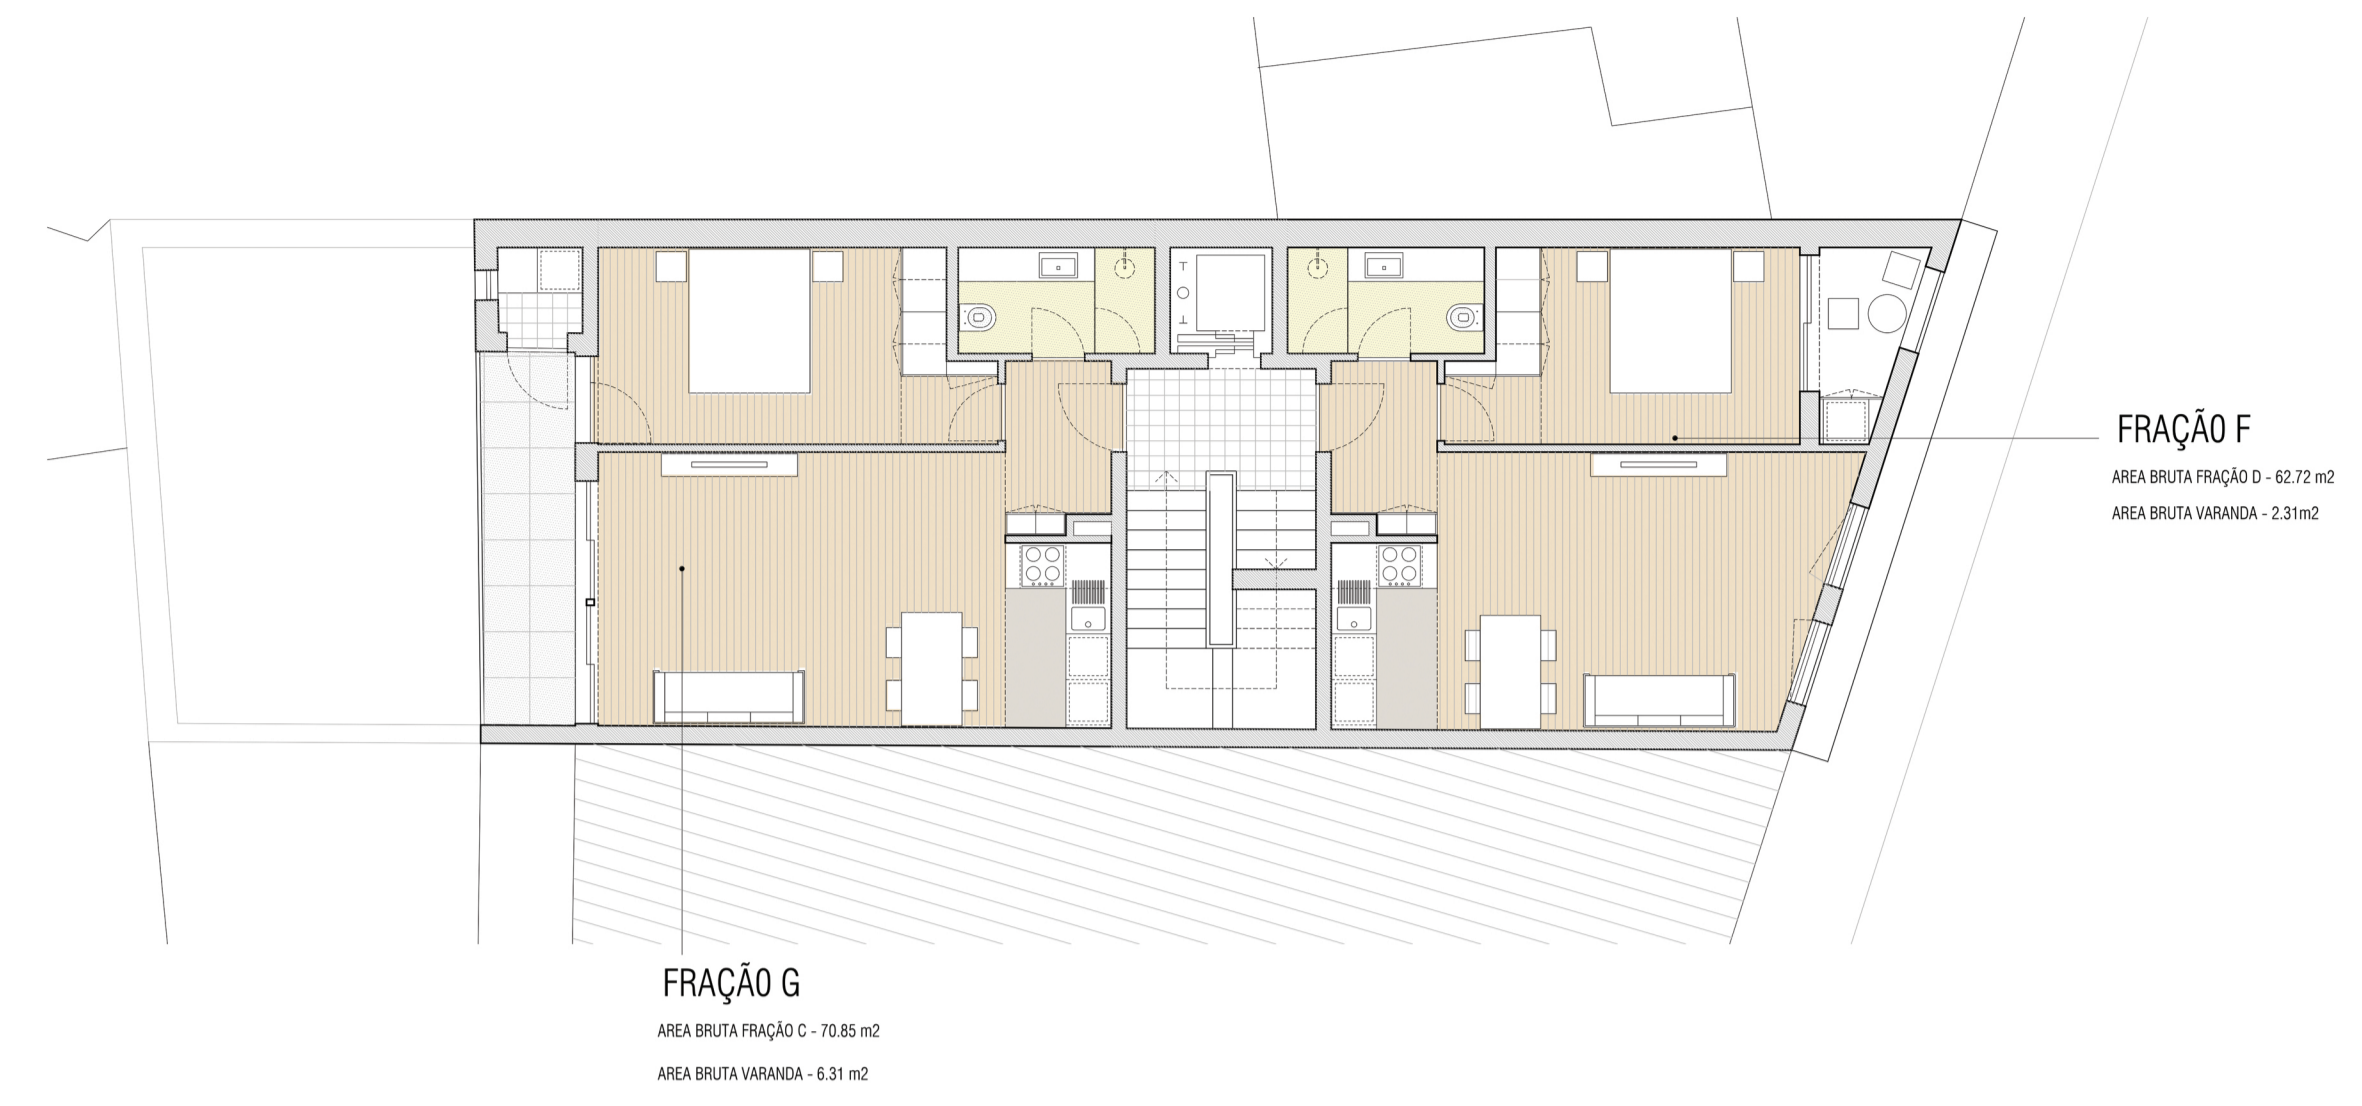 FRAÇÃO F
AREA BRUTA FRAÇÃO D - 62.72 m2
AREA BRUTA VARANDA - 2.31m2
FRAÇÃO G
AREA BRUTA FRAÇÃO C - 70.85 m2
AREA BRUTA VARANDA - 6.31 m2